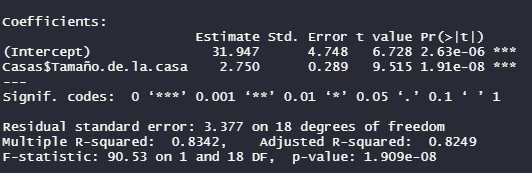 Coefficients:
Estimate Std. Error t value Pr(>|t|)
(Intercept) 31.947 4.748 6.728 2.63e-06 ***
Casas$Tamaño.de.la.casa 2.750 0.289 9.515 1.91e-08 ***
---
Signif. codes: 0 ‘***’ 0.001 ‘**’ 0.01 ‘*’ 0.05 ‘.’ 0.1 ‘ ’ 1
Residual standard error: 3.377 on 18 degrees of freedom
Multiple R-squared: 0.8342, Adjusted R-squared: 0.8249
F-statistic: 90.53 on 1 and 18 DF, p-value: 1.909e-08